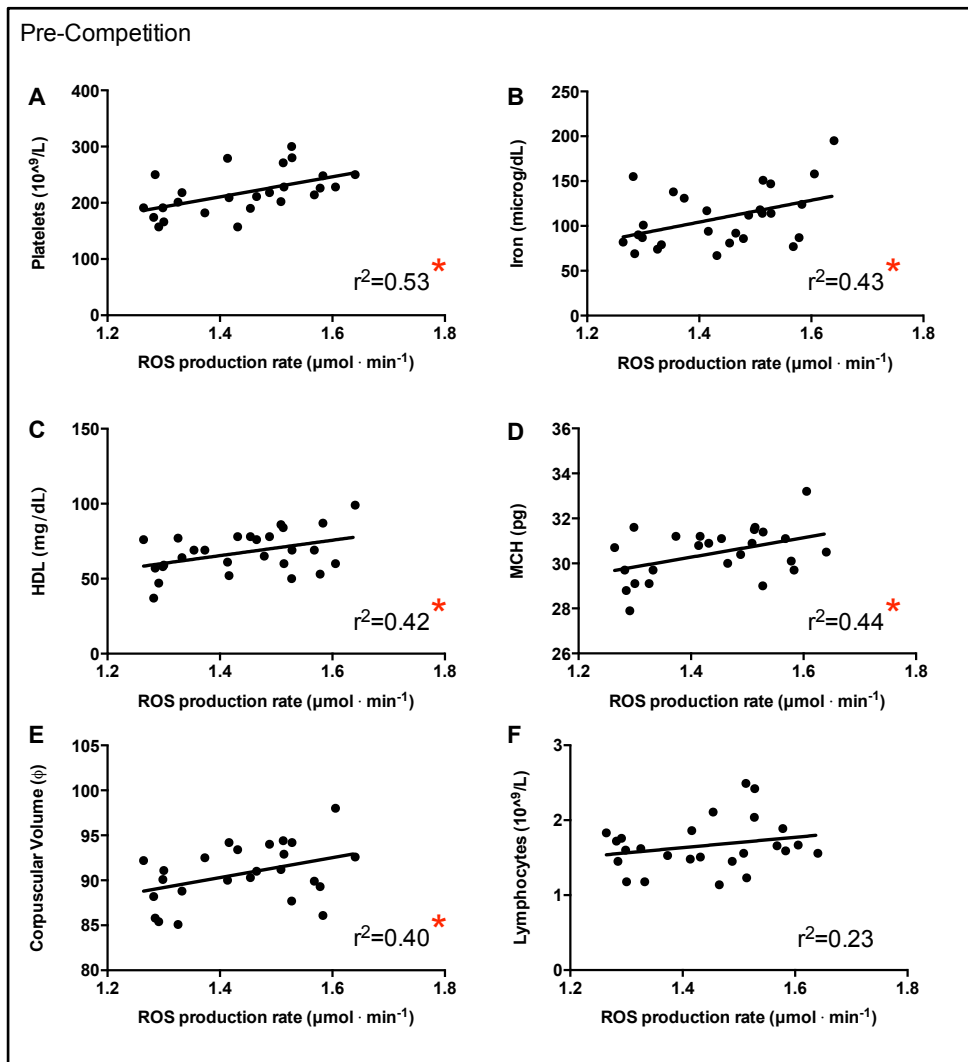 Pre-Competition
A
Platelets (10^9/L)
400
300
200
100
0
1.2 1.4 1.6 1.8
ROS production rate (µmol · min-1)
r2=0.53*
B
Iron (microg/dL)
250
200
150
100
50
0
1.2 1.4 1.6 1.8
ROS production rate (µmol · min-1)
r2=0.43*
C
HDL (mg/dL)
150
100
50
0
1.2 1.4 1.6 1.8
ROS production rate (µmol · min-1)
r2=0.42*
D
MCH (pg)
36
34
32
30
28
26
1.2 1.4 1.6 1.8
ROS production rate (µmol · min-1)
r2=0.44*
E
Corpuscular Volume (ϕ)
105
100
95
90
85
80
1.2 1.4 1.6 1.8
ROS production rate (µmol · min-1)
r2=0.40*
F
Lymphocytes (10^9/L)
3
2
1
0
1.2 1.4 1.6 1.8
ROS production rate (µmol · min-1)
r2=0.23